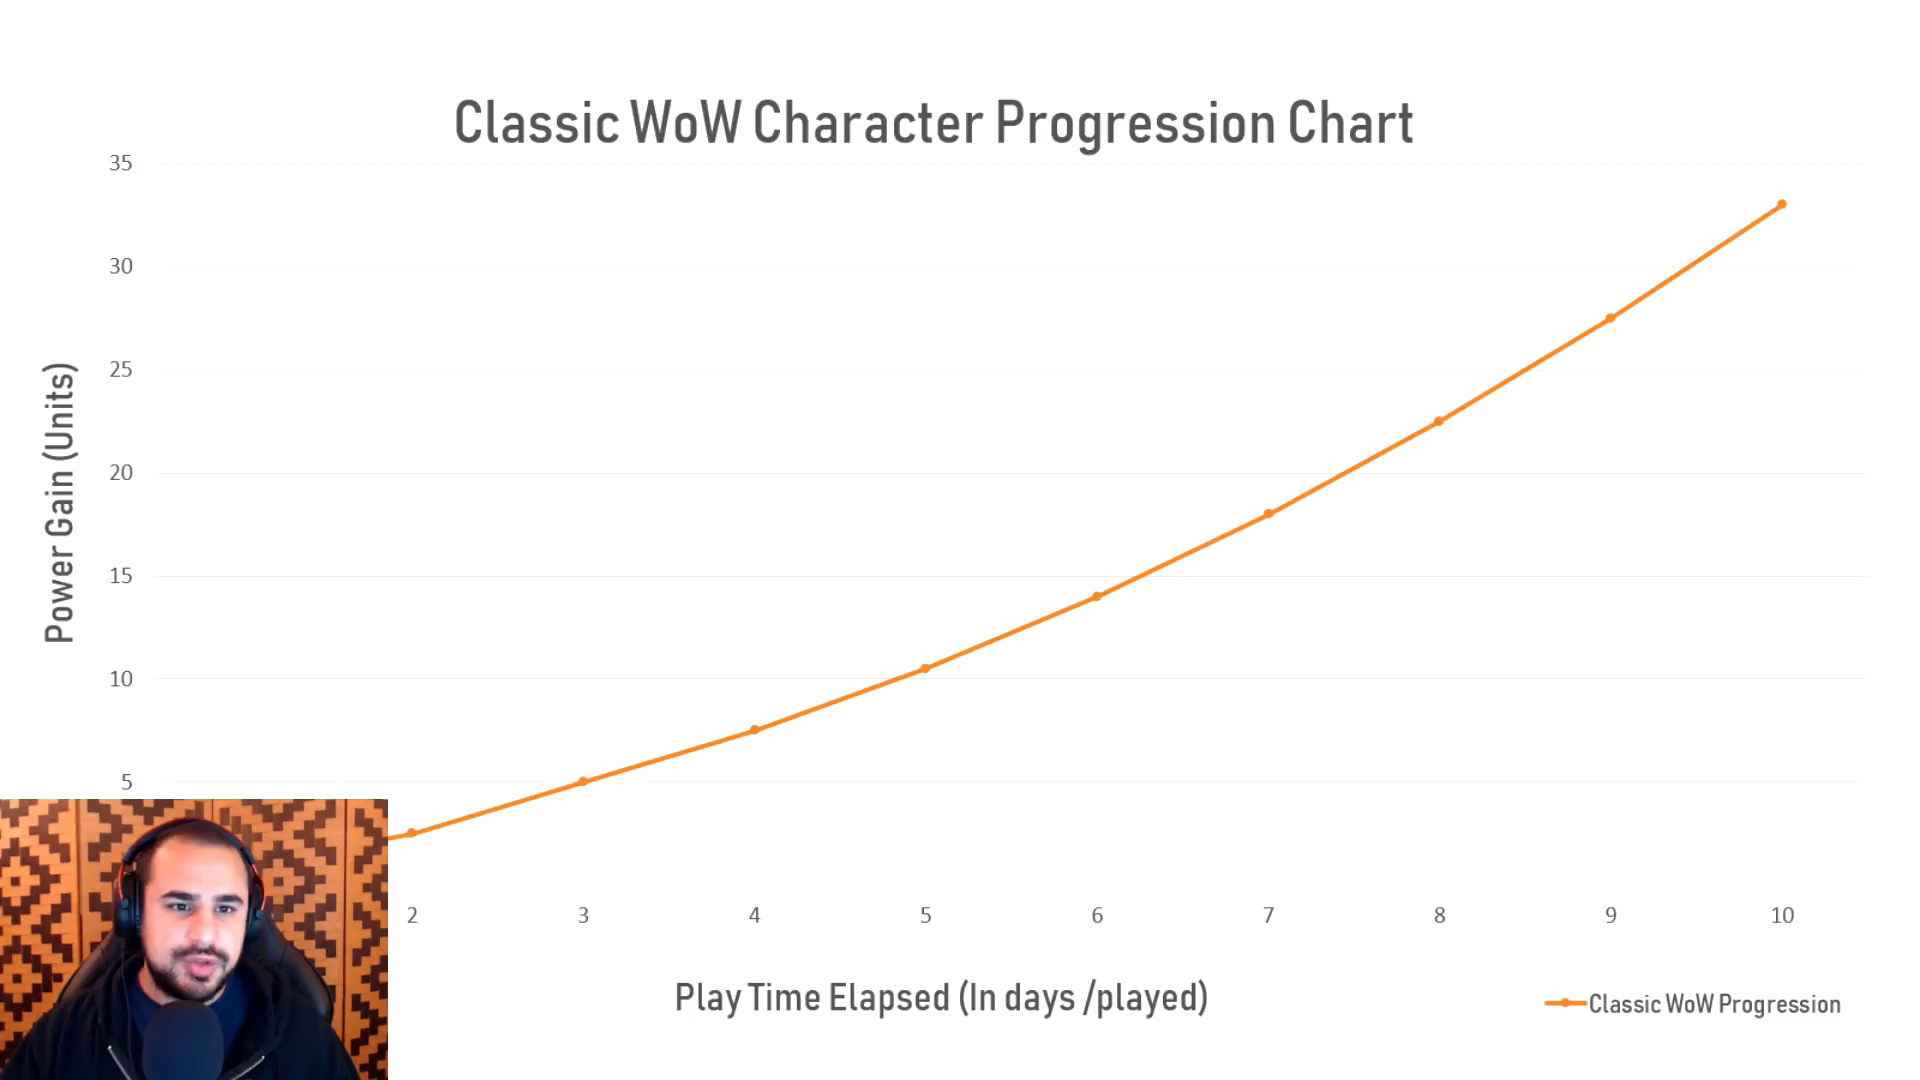 Classic WoW Character Progression Chart
35
30
25
20
15
10
5
Power Gain (Units)
2 3 4 5 6 7 8 9 10
Play Time Elapsed (In days /played)
Classic WoW Progression